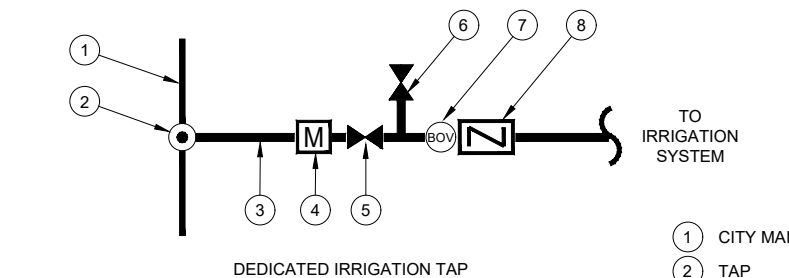 1
2
6
7
8
M
BOV
TO
IRRIGATION
SYSTEM
3
4
5
DEDICATED IRRIGATION TAP
1 CITY MAI
2 TAP